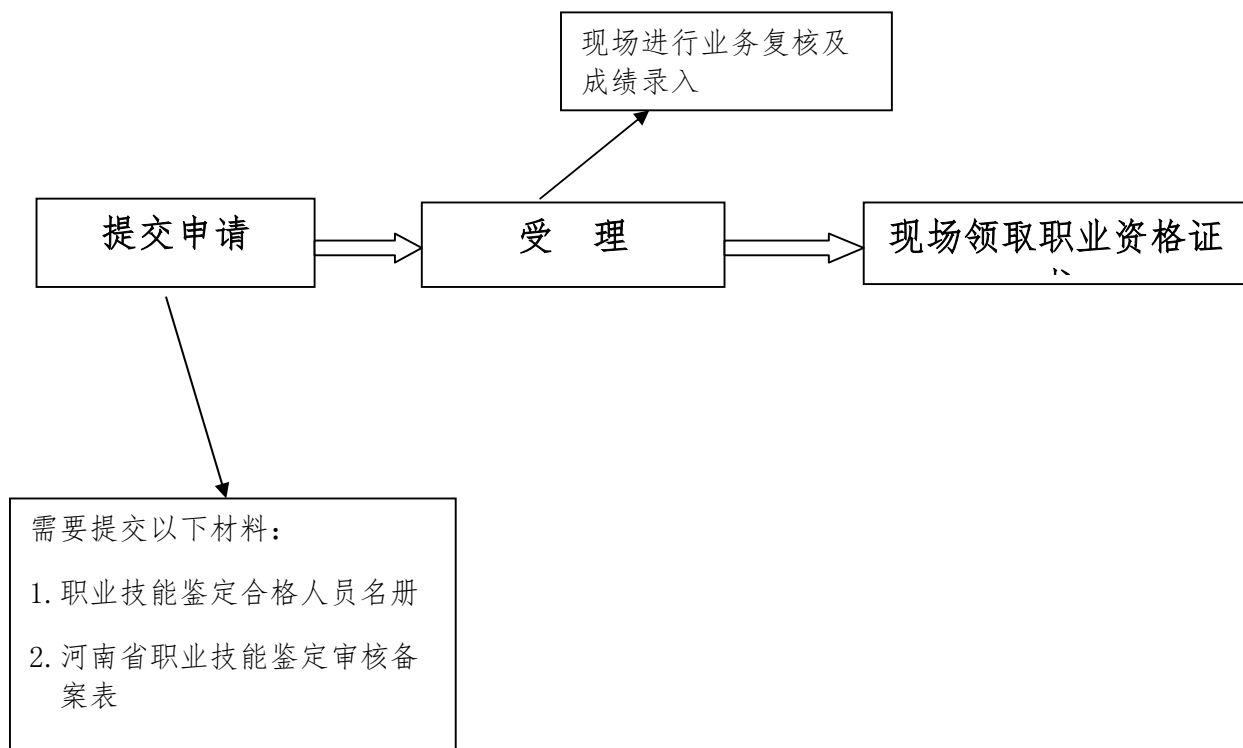 现场进行业务复核及
成绩录入
提交申请
受 理
现场领取职业资格证
需要提交以下材料：
1. 职业技能鉴定合格人员名册
2. 河南省职业技能鉴定审核备
案表